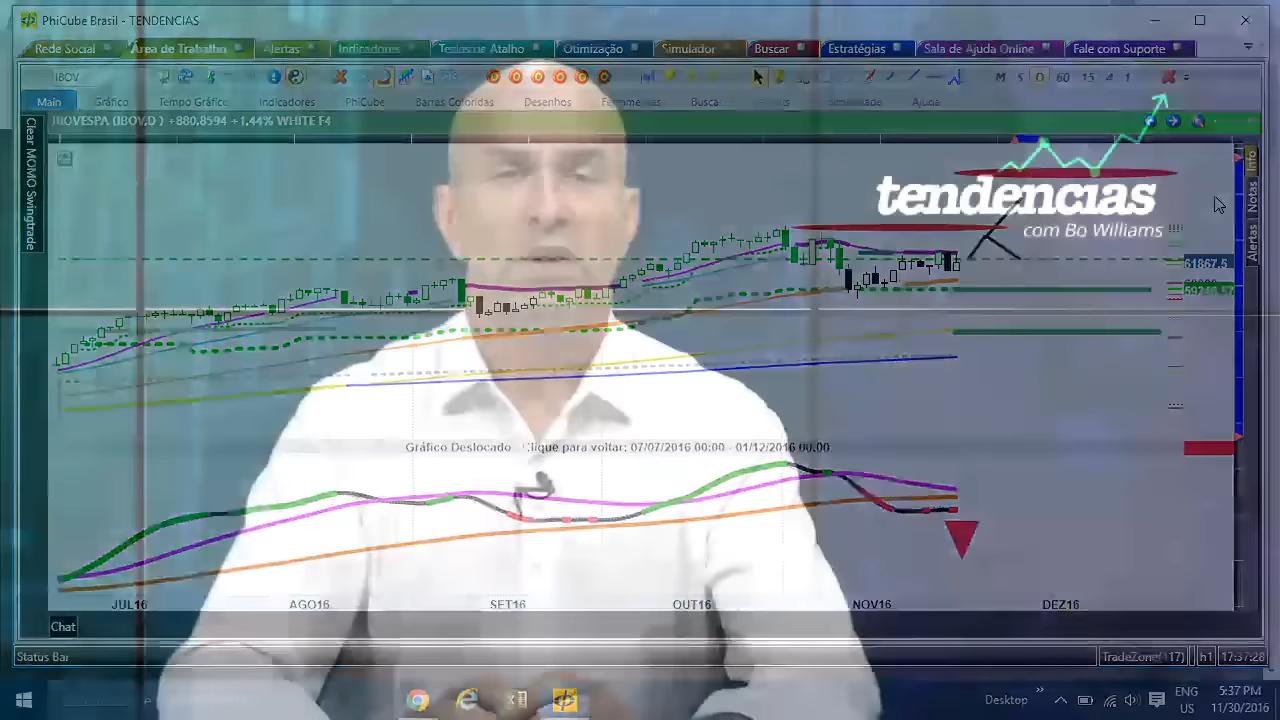 PhiCube Brasil - TENDENCIAS
Rede Social Área de Trabalho Alertas Indicadores Teclas de Atalho Otimização Simulador Buscar Estratégias Sala de Ajuda Online Fale com Suporte
IBOV
M S D 60 15 4 1
Main Gráfico Tempo Gráfico Indicadores PhiCube Barras Coloridas Desenhos Ferramentas Buscar Ajuda
IBOVESPA (IBOV,D ) +880,8594 +1,44% WHITE F4
Clear MOMO Swingtrade
Info
Notas
Alertas
tendencias
com Bo Williams
61867,5
Gráfico Deslocado Clique para voltar: 07/07/2016 00:00 - 01/12/2016 00:00
JUL16 AGO16 SET16 OUT16 NOV16 DEZ16
Chat
Status Bar
TradeZone(117) h1 17:37:28
Desktop
ENG
US
5:37 PM
11/30/2016